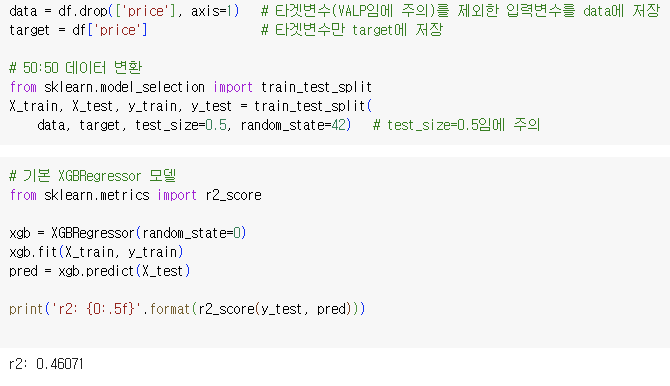 data = df.drop(['price'], axis=1)  # 타겟변수(VALP임에 주의)를 제외한 입력변수를 data에 저장
target = df['price']               # 타겟변수만 target에 저장
# 50:50 데이터 변환
from sklearn.model_selection import train_test_split
X_train, X_test, y_train, y_test = train_test_split(
    data, target, test_size=0.5, random_state=42)  # test_size=0.5임에 주의
# 기본 XGBRegressor 모델
from sklearn.metrics import r2_score
xgb = XGBRegressor(random_state=0)
xgb.fit(X_train, y_train)
pred = xgb.predict(X_test)
print('r2: {0:.5f}'.format(r2_score(y_test, pred)))
r2: 0.46071